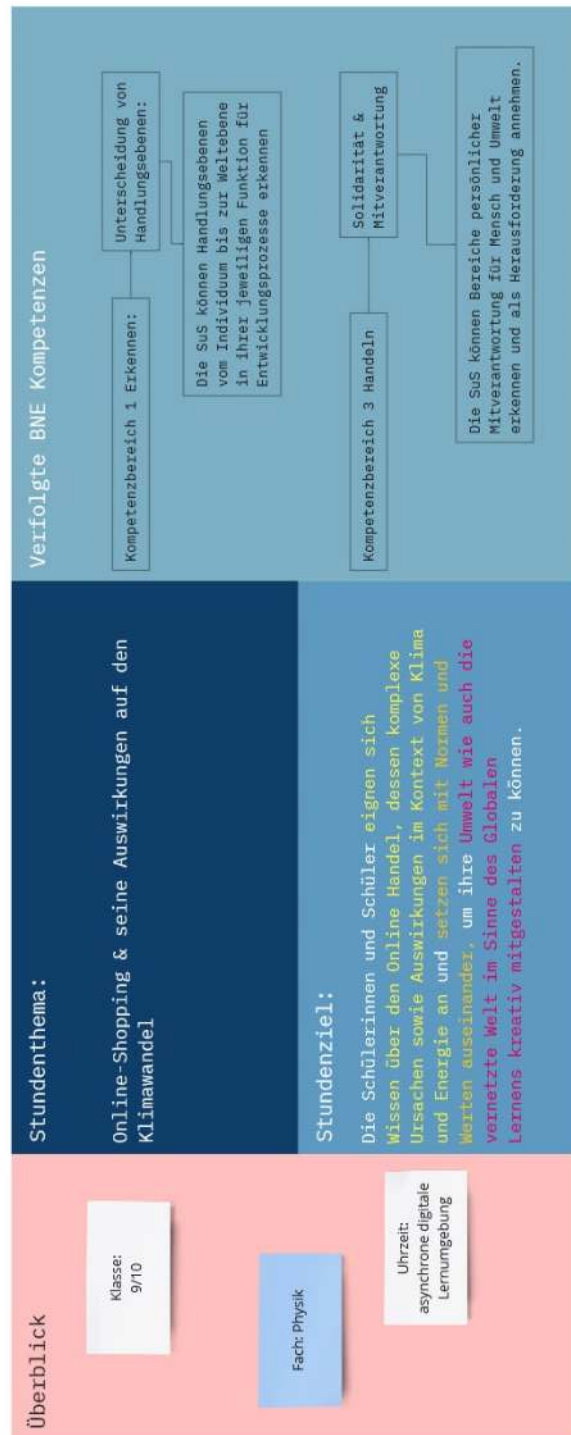 Überblick
Klasse:
9/10
Fach: Physik
Uhrzeit:
asynchrone digitale
Lernumgebung
Stundenthema:
Online-Shopping & seine Auswirkungen auf den
Klimawandel
Stundenziel:
Die Schülerinnen und Schüler eignen sich
Wissen über den Online Handel, dessen komplexe
Ursachen sowie Auswirkungen im Kontext von Klima
und Energie an und setzen sich mit Normen und
Werten auseinander, um ihre Umwelt wie auch die
vernetzte Welt im Sinne des Globalen
Lernens kreativ mitgestalten zu können.
Verfolgte BNE Kompetenzen
Kompetenzbereich 1 Erkennen:
Unterscheidung von
Handlungsebenen:
Die SuS können Handlungsebenen
vom Individuum bis zur Weltebene
in ihrer jeweiligen Funktion für
Entwicklungsprozesse erkennen
Kompetenzbereich 3 Handeln
Solidarität &
Mitverantwortung
Die SuS können Bereiche persönlicher
Mitverantwortung für Mensch und Umwelt
erkennen und als Herausforderung annehmen.